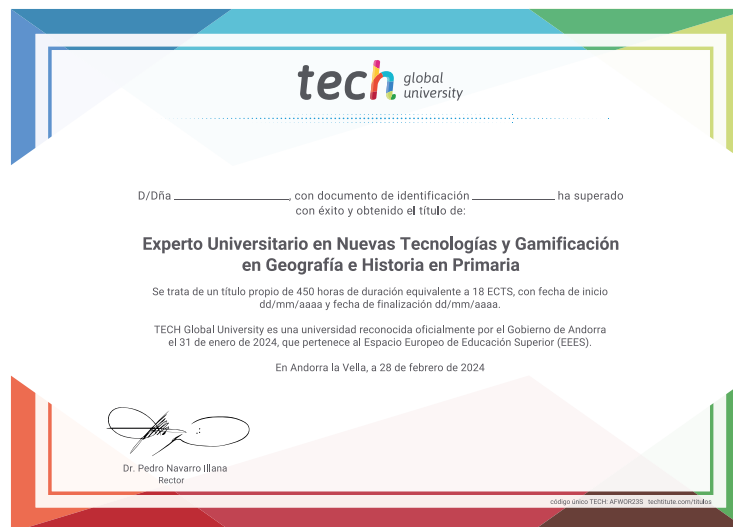 tech global
university
D/Dña ____________, con documento de identificación ____________ ha superado
con éxito y obtenido el título de:
Experto Universitario en Nuevas Tecnologías y Gamificación
en Geografía e Historia en Primaria
Se trata de un título propio de 450 horas de duración equivalente a 18 ECTS, con fecha de inicio
dd/mm/aaaa y fecha de finalización dd/mm/aaaa.
TECH Global University es una universidad reconocida oficialmente por el Gobierno de Andorra
el 31 de enero de 2024, que pertenece al Espacio Europeo de Educación Superior (EEES).
En Andorra la Vella, a 28 de febrero de 2024
Dr. Pedro Navarro Illana
Rector
código único TECH: AFWOR23S techtitute.com/titulos